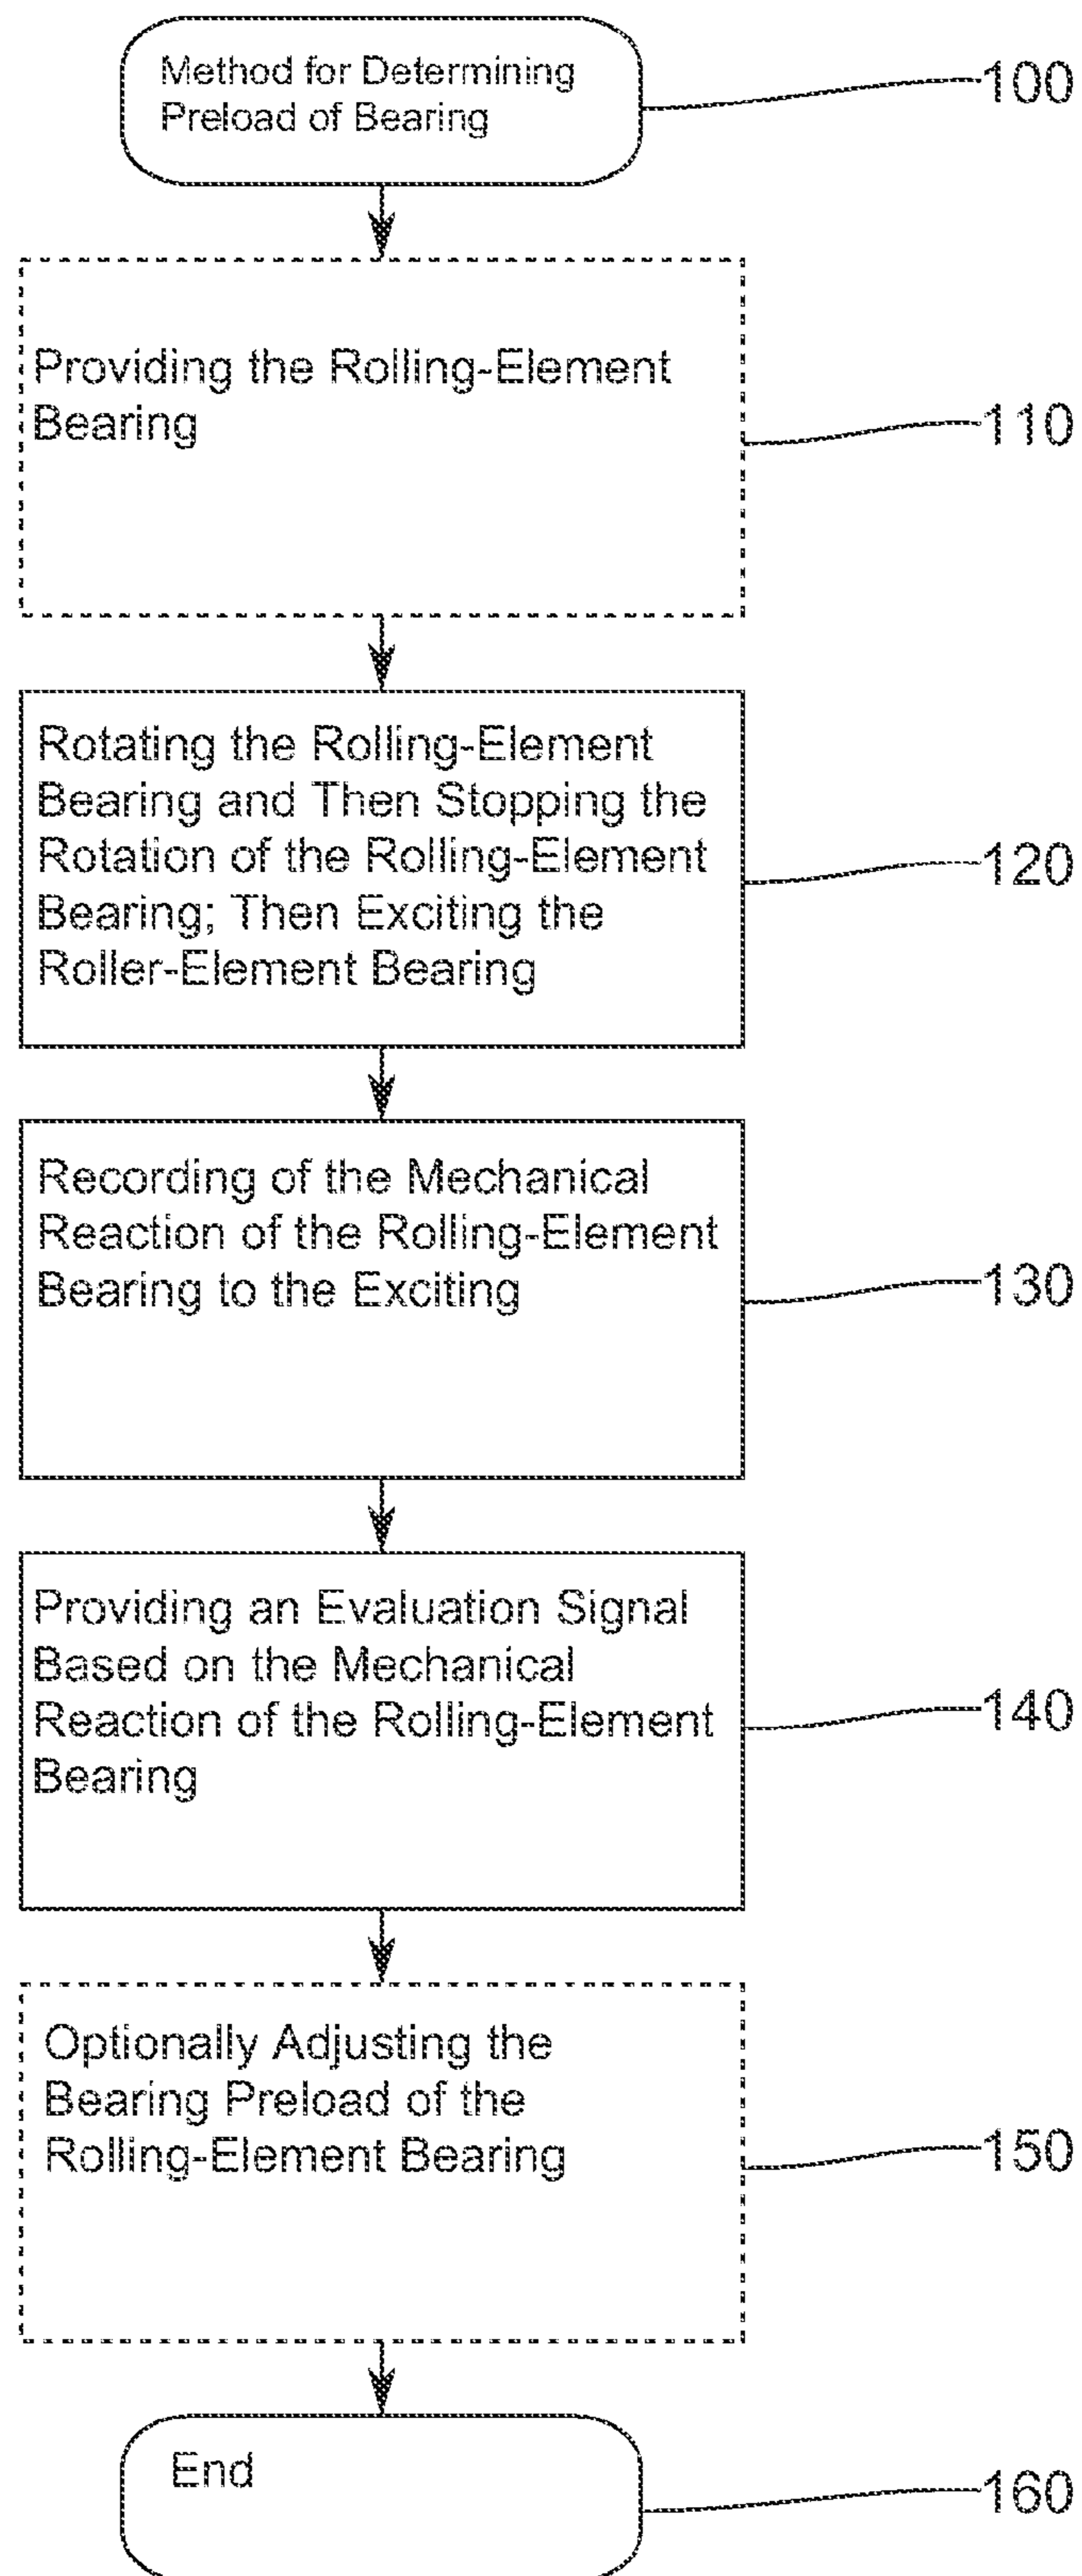 Method for Determining
Preload of Bearing
100
Providing the Rolling-Element
Bearing
110
Rotating the Rolling-Element
Bearing and Then Stopping the
Rotation of the Rolling-Element
Bearing; Then Exciting the
Roller-Element Bearing
120
Recording of the Mechanical
Reaction of the Rolling-Element
Bearing to the Exciting
130
Providing an Evaluation Signal
Based on the Mechanical
Reaction of the Rolling-Element
Bearing
140
Optionally Adjusting the
Bearing Preload of the
Rolling-Element Bearing
150
End
160